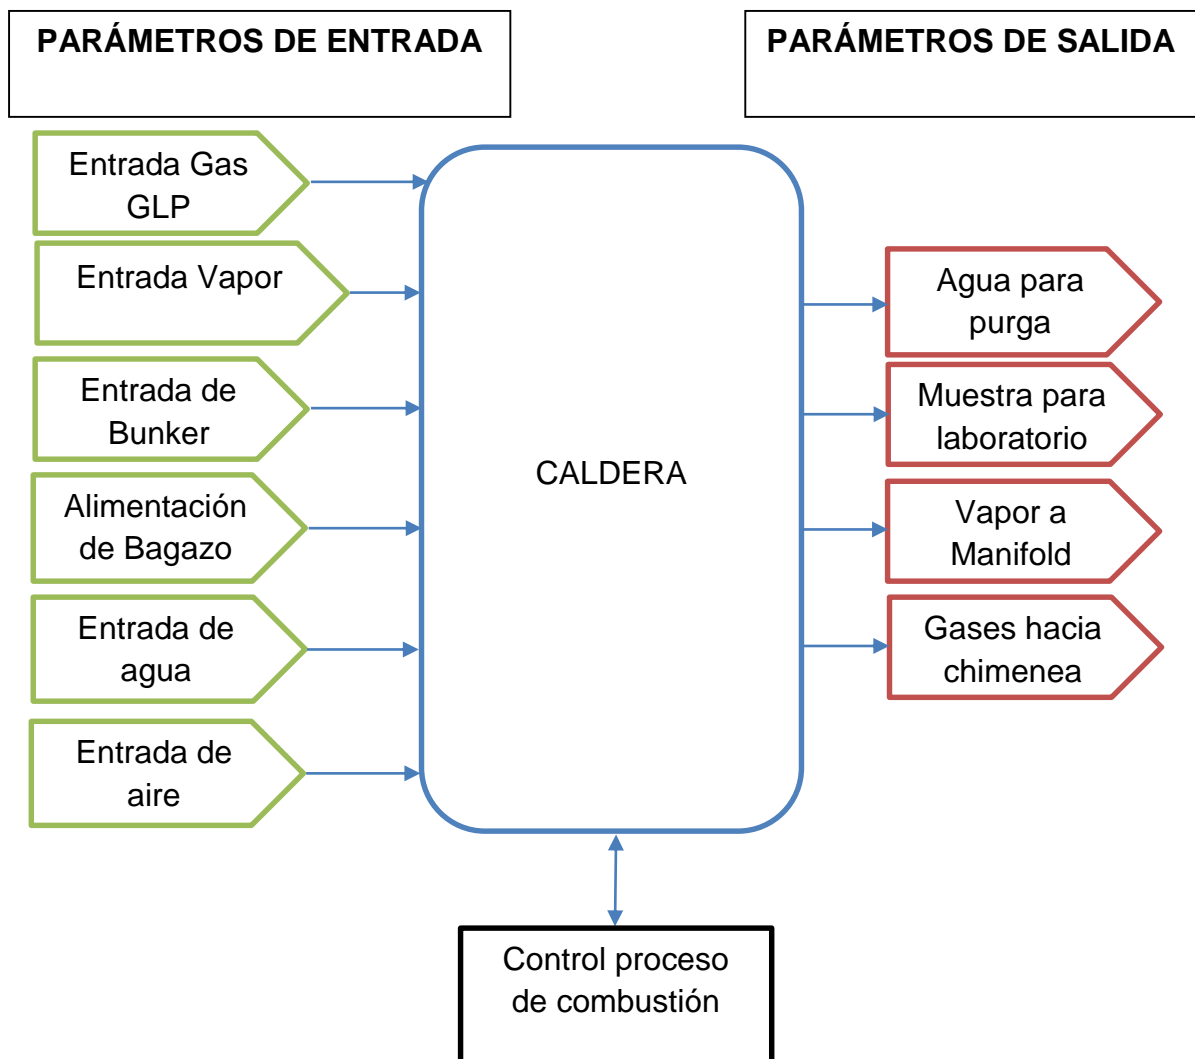 PARÁMETROS DE ENTRADA
PARÁMETROS DE SALIDA
Entrada Gas
GLP
Entrada Vapor
Entrada de
Bunker
Alimentación
de Bagazo
Entrada de
agua
Entrada de
aire
CALDERA
Agua para
purga
Muestra para
laboratorio
Vapor a
Manifold
Gases hacia
chimenea
Control proceso
de combustión